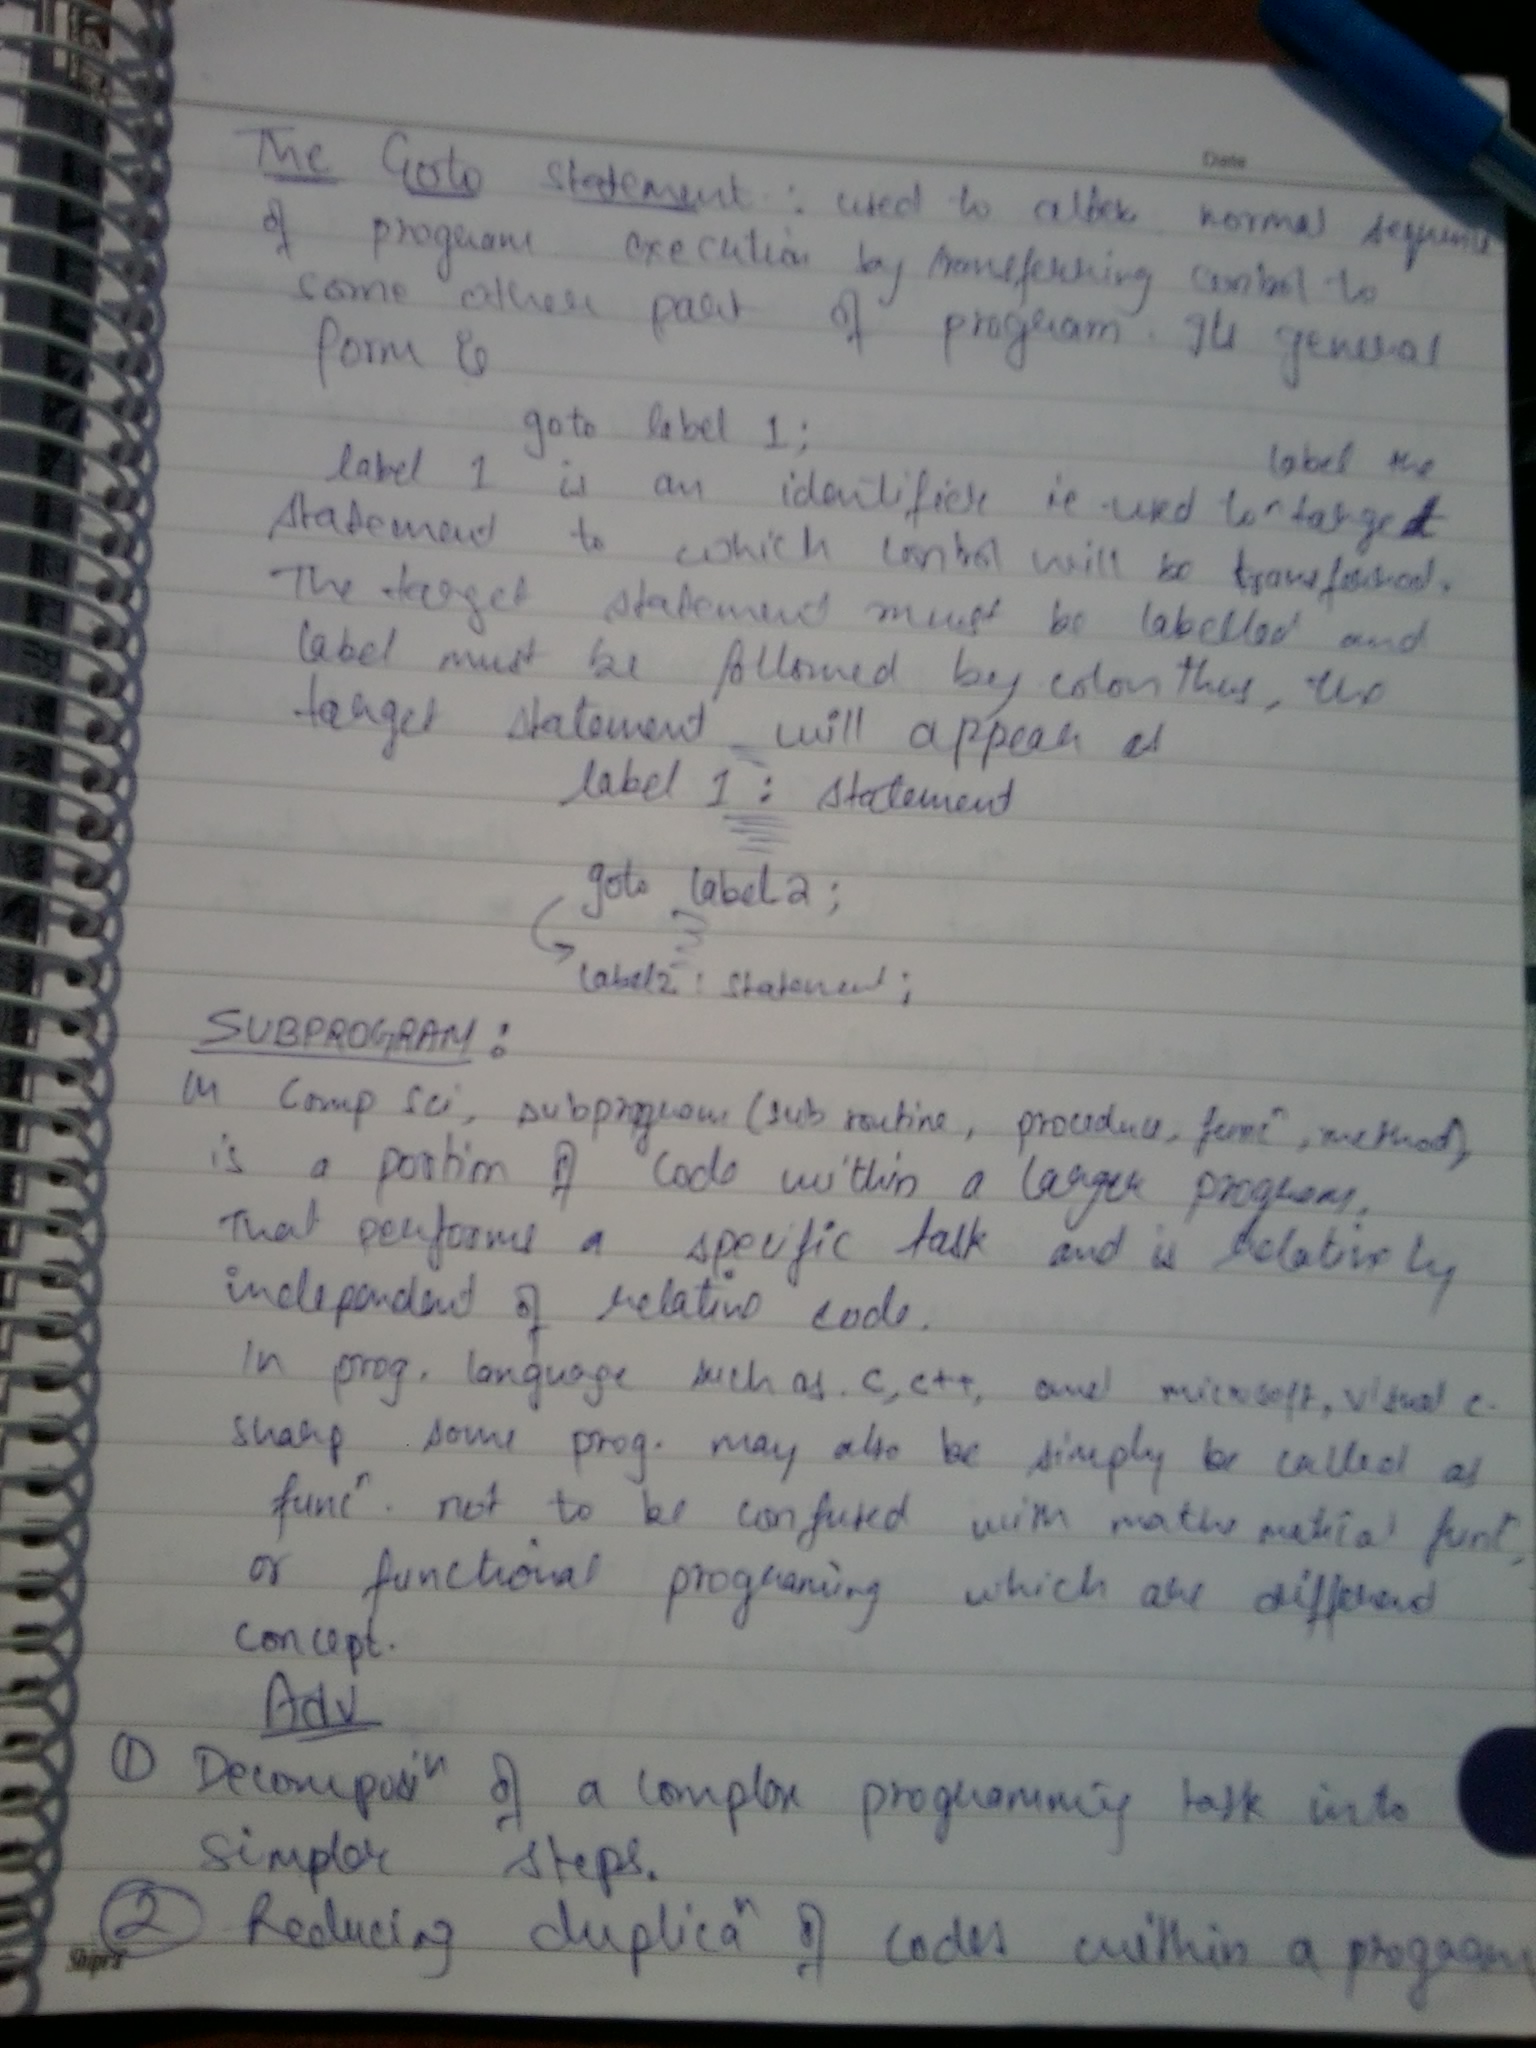 Date
The Goto statement : used to alter normal sequence
of program execution by transferring control to
some other part of program. Its general
form is
goto label 1;
label the
label 1 is an identifier ie used to target
statement to which control will be transferred.
The target statement must be labelled and
label must be followed by colon thus, the
target statement will appear as
label 1 : statement
goto label 2;
label2 : statement;
SUBPROGRAM :
In Comp Sci, subprogram (sub routine, procedure, funcⁿ, method),
is a portion of code within a larger program,
That performs a specific task and is relatively
independent of relative code.
In prog. language such as C, C++, and microsoft, visual c-
sharp some prog. may also be simply be called as
funcⁿ. not to be confused with mathematical funcⁿ,
or functional programing which are different
concept.
Adv
① Decomposiⁿ of a complex programming task into
simpler steps.
② Reducing duplicaⁿ of codes within a program
Shipra